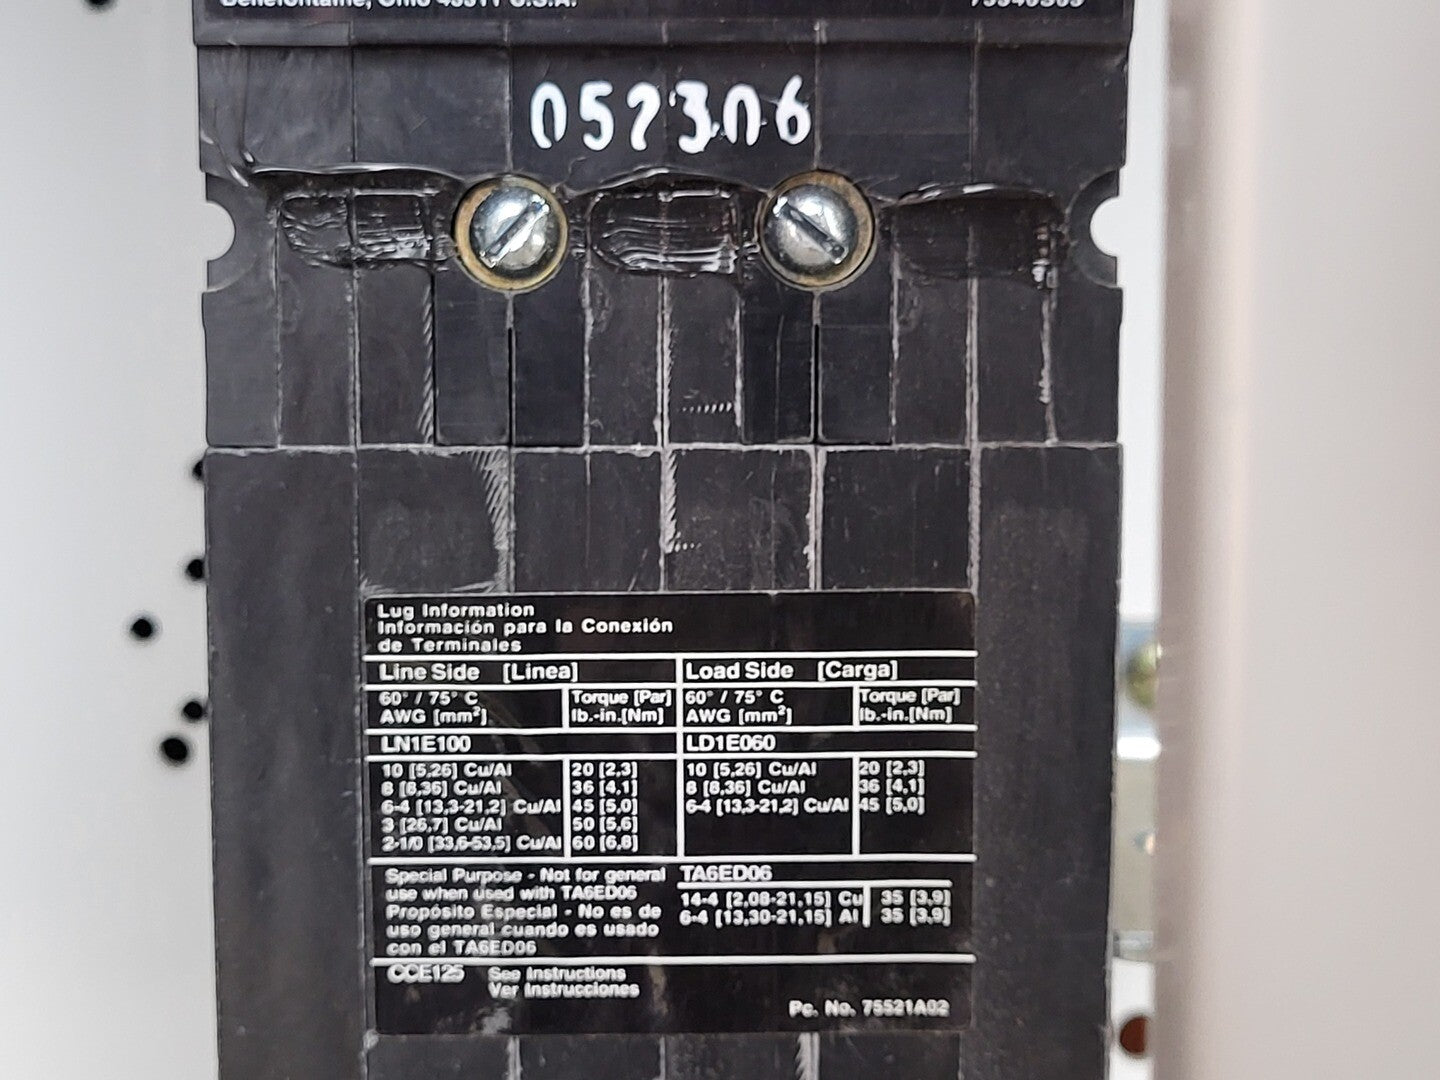 Bellefontaine, Ohio 43311 U.S.A.
052306
Lug Information
Información para la Conexión
de Terminales
Line Side [Linea] Load Side [Carga]
60° / 75° C Torque [Par] 60° / 75° C Torque [Par]
AWG [mm²] lb.-in.[Nm] AWG [mm²] lb.-in.[Nm]
LN1E100 LD1E060
10 [5,26] Cu/Al 20 [2,3] 10 [5,26] Cu/Al 20 [2,3]
8 [8,36] Cu/Al 36 [4,1] 8 [8,36] Cu/Al 36 [4,1]
6-4 [13,3-21,2] Cu/Al 45 [5,0] 6-4 [13,3-21,2] Cu/Al 45 [5,0]
3 [26,7] Cu/Al 50 [5,6]
2-1/0 [33,6-53,5] Cu/Al 60 [6,8]
Special Purpose - Not for general TA6ED06
use when used with TA6ED06 14-4 [2,08-21,15] Cu 35 [3,9]
Propósito Especial - No es de 6-4 [13,30-21,15] Al 35 [3,9]
uso general cuando es usado
con el TA6ED06
CCE125 See Instructions
Ver Instrucciones
Pc. No. 75521A02